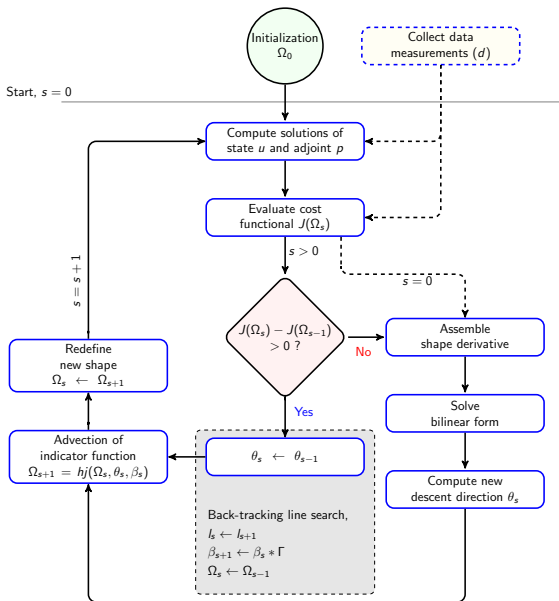 Initialization
Ω₀
Collect data
measurements (d)
Start, s = 0
Compute solutions of
state u and adjoint p
Evaluate cost
functional J(Ωₛ)
s > 0
s = 0
s = s + 1
J(Ωₛ) − J(Ωₛ₋₁)
> 0 ?
No
Assemble
shape derivative
Redefine
new shape
Ωₛ ← Ωₛ₊₁
Yes
Solve
bilinear form
Advection of
indicator function
Ωₛ₊₁ = hj(Ωₛ, θₛ, βₛ)
θₛ ← θₛ₋₁
Compute new
descent direction θₛ
Back-tracking line search,
lₛ ← lₛ₊₁
βₛ₊₁ ← βₛ ∗ Γ
Ωₛ ← Ωₛ₋₁